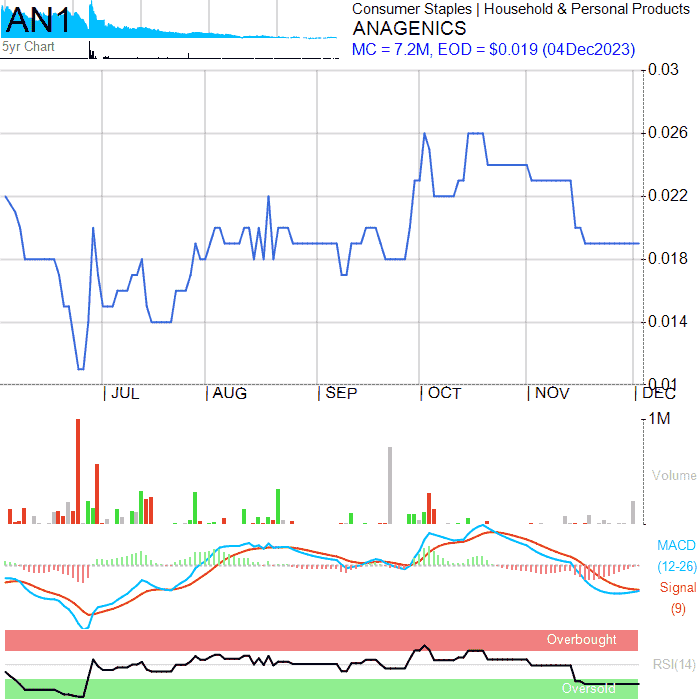 AN1
5yr Chart
Consumer Staples | Household & Personal Products
ANAGENICS
MC = 7.2M, EOD = $0.019 (04Dec2023)
0.03
0.026
0.022
0.018
0.014
0.01
JUL AUG SEP OCT NOV DEC
1M
Volume
MACD
(12-26)
Signal
(9)
Overbought
RSI(14)
Oversold